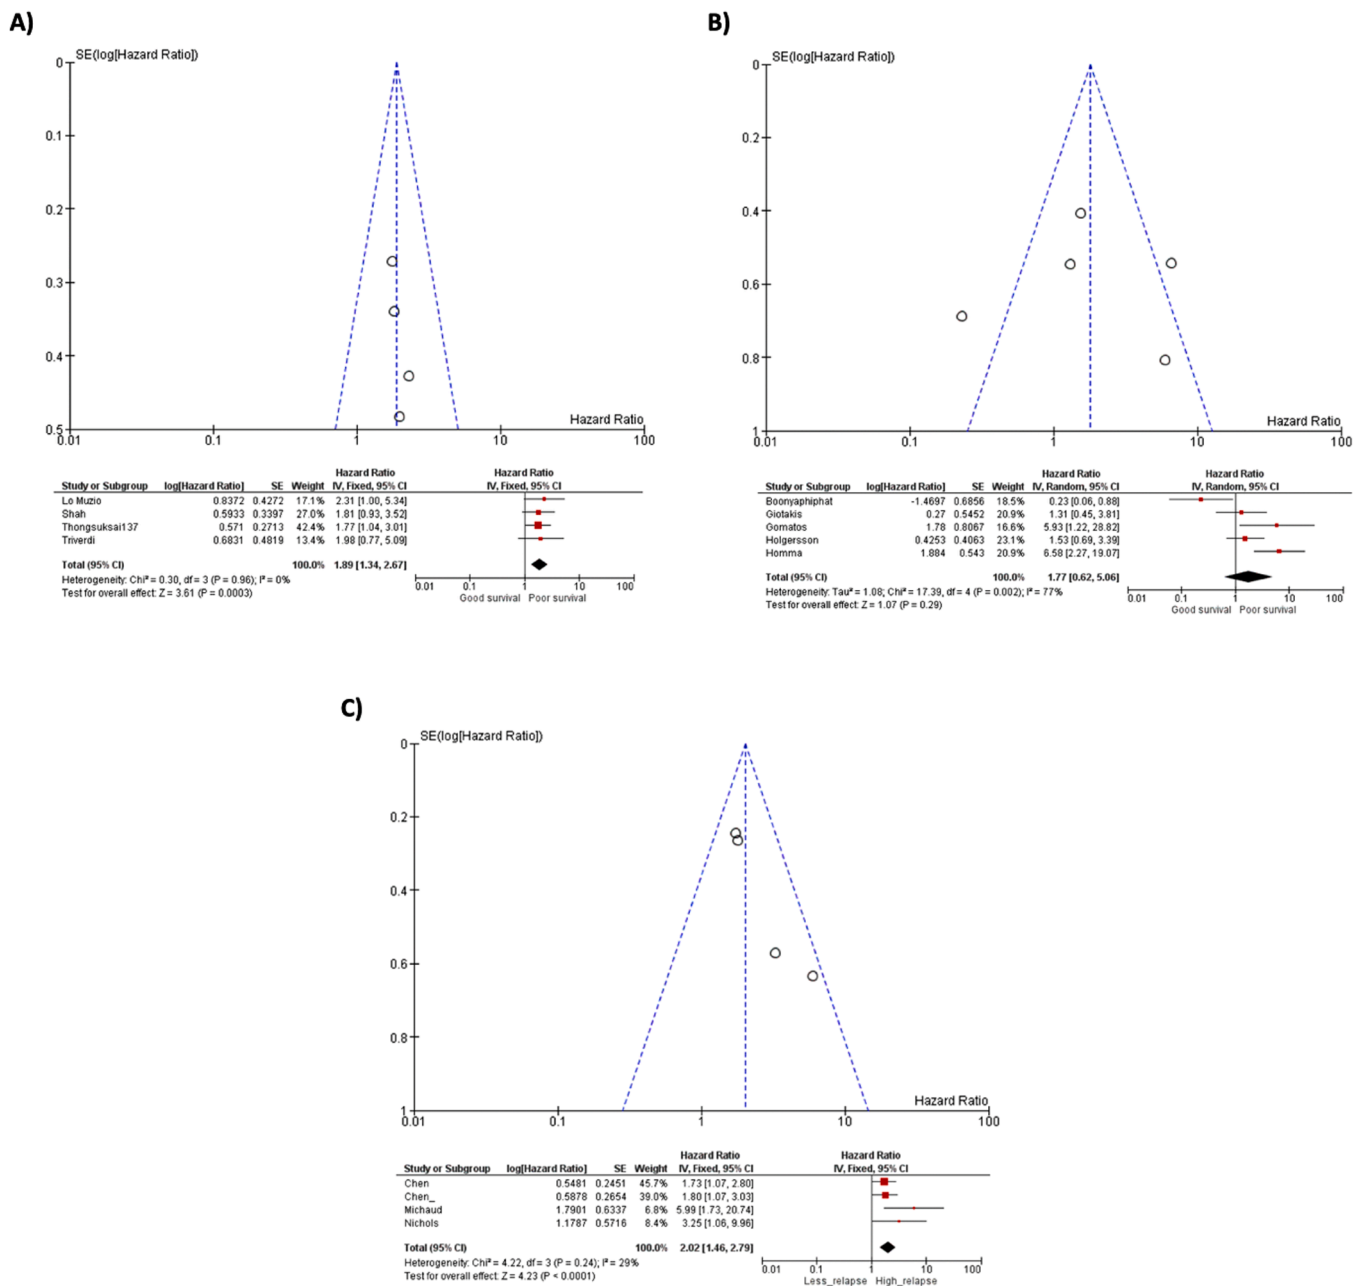 A)
SE(log[Hazard Ratio])
0
0.1
0.2
0.3
0.4
0.5
Hazard Ratio
0.01 0.1 1 10 100
Hazard Ratio Hazard Ratio
Study or Subgroup log[Hazard Ratio] SE Weight IV, Fixed, 95% CI IV, Fixed, 95% CI
Lo Muzio 0.8372 0.4272 17.1% 2.31 [1.00, 5.34]
Shah 0.5933 0.3397 27.0% 1.81 [0.93, 3.52]
Thongsuksai137 0.571 0.2713 42.4% 1.77 [1.04, 3.01]
Triverdi 0.6831 0.4819 13.4% 1.98 [0.77, 5.09]
Total (95% CI) 100.0% 1.89 [1.34, 2.67]
Heterogeneity: Chi² = 0.30, df = 3 (P = 0.96); I² = 0%
Test for overall effect: Z = 3.61 (P = 0.0003)
0.01 0.1 1 10 100
Good survival Poor survival
B)
SE(log[Hazard Ratio])
0
0.2
0.4
0.6
0.8
1
Hazard Ratio
0.01 0.1 1 10 100
Hazard Ratio Hazard Ratio
Study or Subgroup log[Hazard Ratio] SE Weight IV, Random, 95% CI IV, Random, 95% CI
Boonyaphiphat -1.4697 0.6856 18.5% 0.23 [0.06, 0.88]
Giotakis 0.27 0.5452 20.9% 1.31 [0.45, 3.81]
Gomatos 1.78 0.8067 16.6% 5.93 [1.22, 28.82]
Holgersson 0.4253 0.4063 23.1% 1.53 [0.69, 3.39]
Homma 1.884 0.543 20.9% 6.58 [2.27, 19.07]
Total (95% CI) 100.0% 1.77 [0.62, 5.06]
Heterogeneity: Tau² = 1.08; Chi² = 17.39, df = 4 (P = 0.002); I² = 77%
Test for overall effect: Z = 1.07 (P = 0.29)
0.01 0.1 1 10 100
Good survival Poor survival
C)
SE(log[Hazard Ratio])
0
0.2
0.4
0.6
0.8
1
Hazard Ratio
0.01 0.1 1 10 100
Hazard Ratio Hazard Ratio
Study or Subgroup log[Hazard Ratio] SE Weight IV, Fixed, 95% CI IV, Fixed, 95% CI
Chen 0.5481 0.2451 45.7% 1.73 [1.07, 2.80]
Chen_ 0.5878 0.2654 39.0% 1.80 [1.07, 3.03]
Michaud 1.7901 0.6337 6.8% 5.99 [1.73, 20.74]
Nichols 1.1787 0.5716 8.4% 3.25 [1.06, 9.96]
Total (95% CI) 100.0% 2.02 [1.46, 2.79]
Heterogeneity: Chi² = 4.22, df = 3 (P = 0.24); I² = 29%
Test for overall effect: Z = 4.23 (P < 0.0001)
0.01 0.1 1 10 100
Less_relapse High_relapse